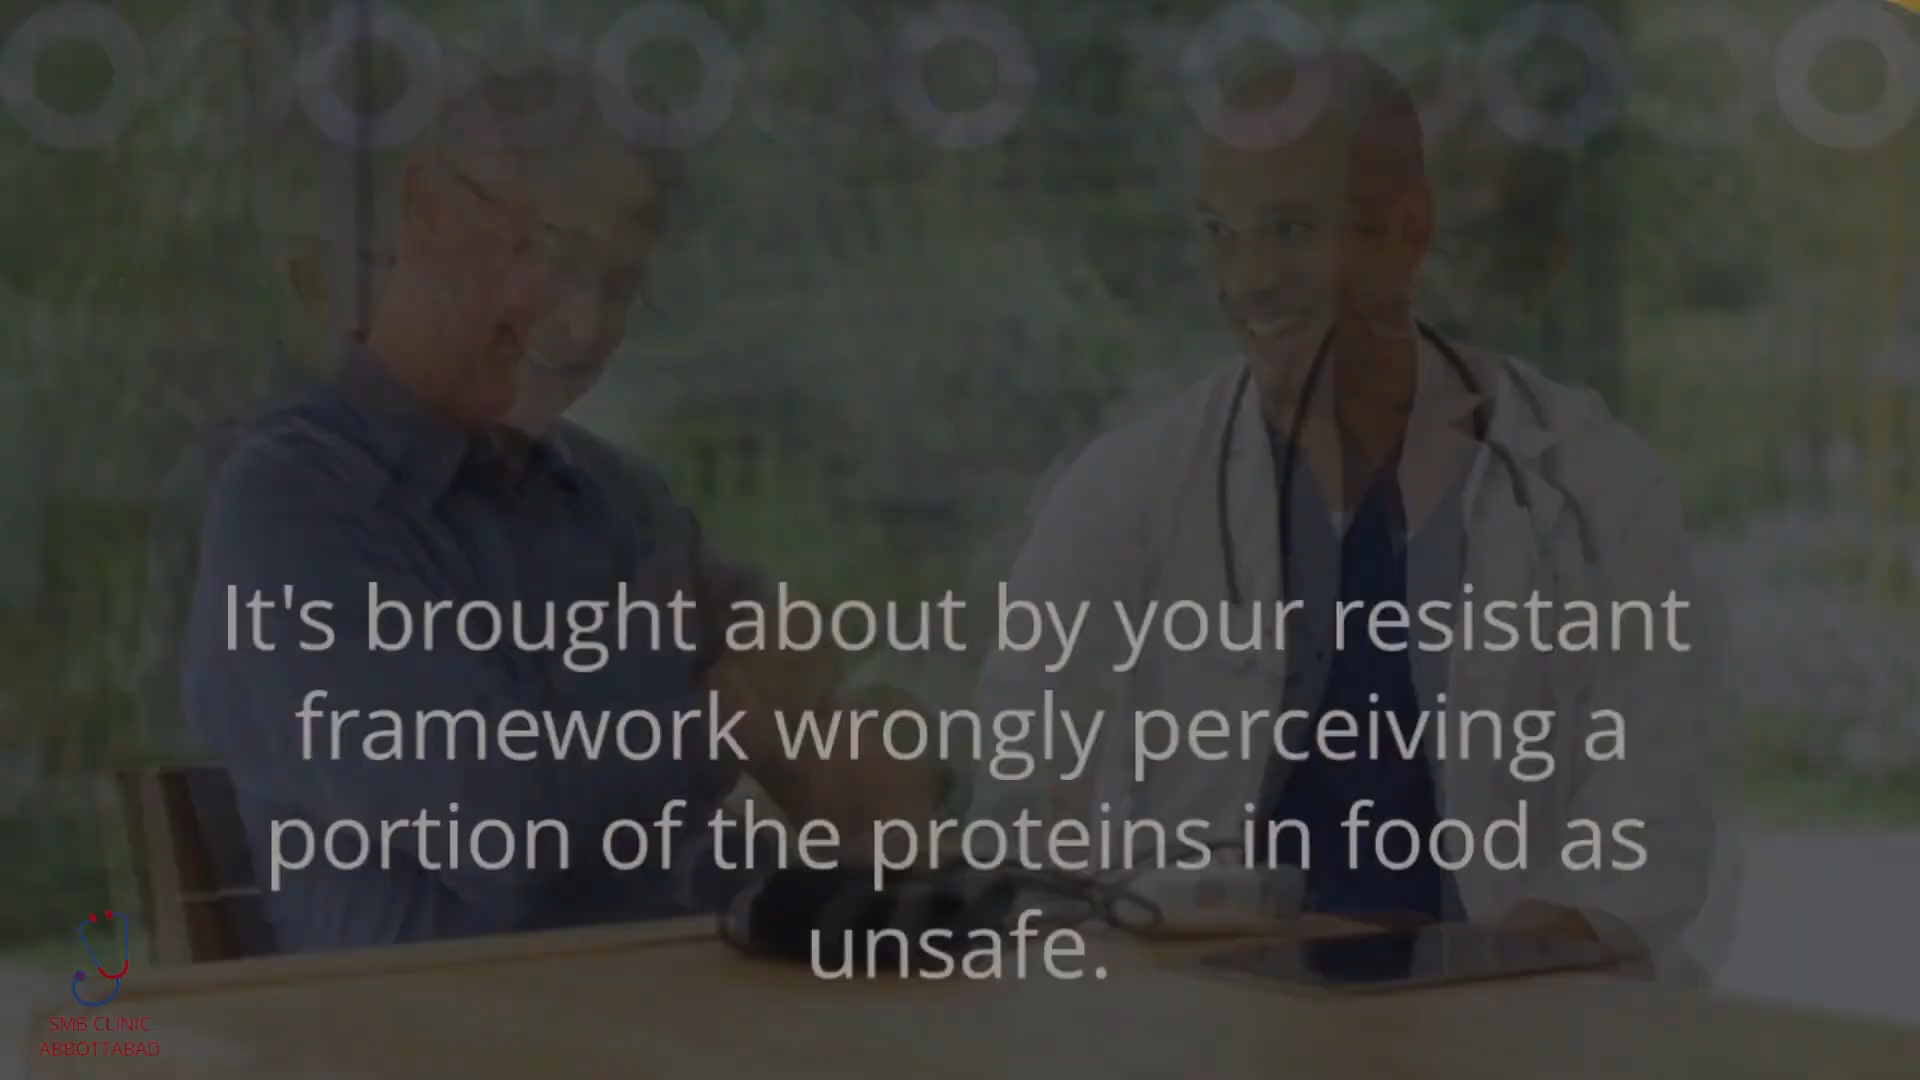 It's brought about by your resistant
framework wrongly perceiving a
portion of the proteins in food as
unsafe.
SMB CLINIC
ABBOTTABAD